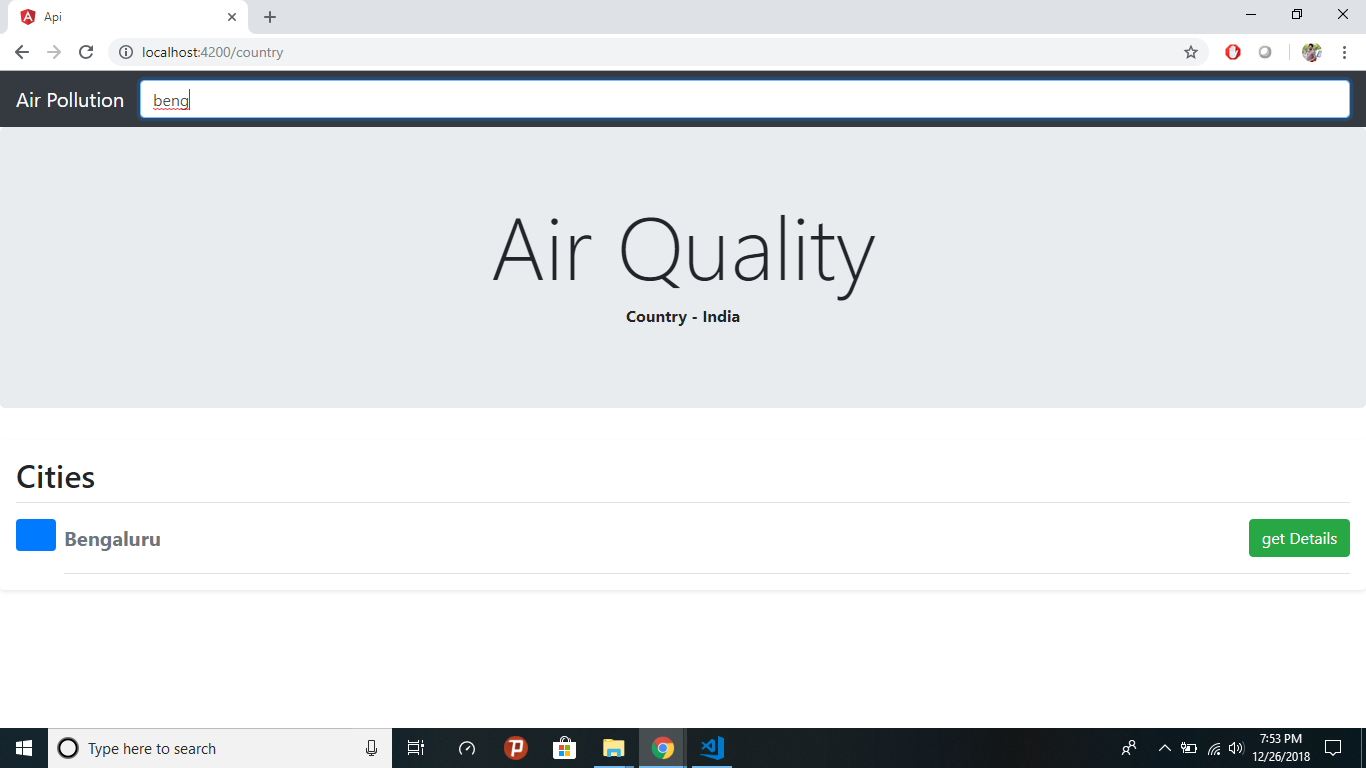 Api
localhost:4200/country
Air Pollution
beng
Air Quality
Country - India
Cities
Bengaluru
get Details
Type here to search
7:53 PM
12/26/2018